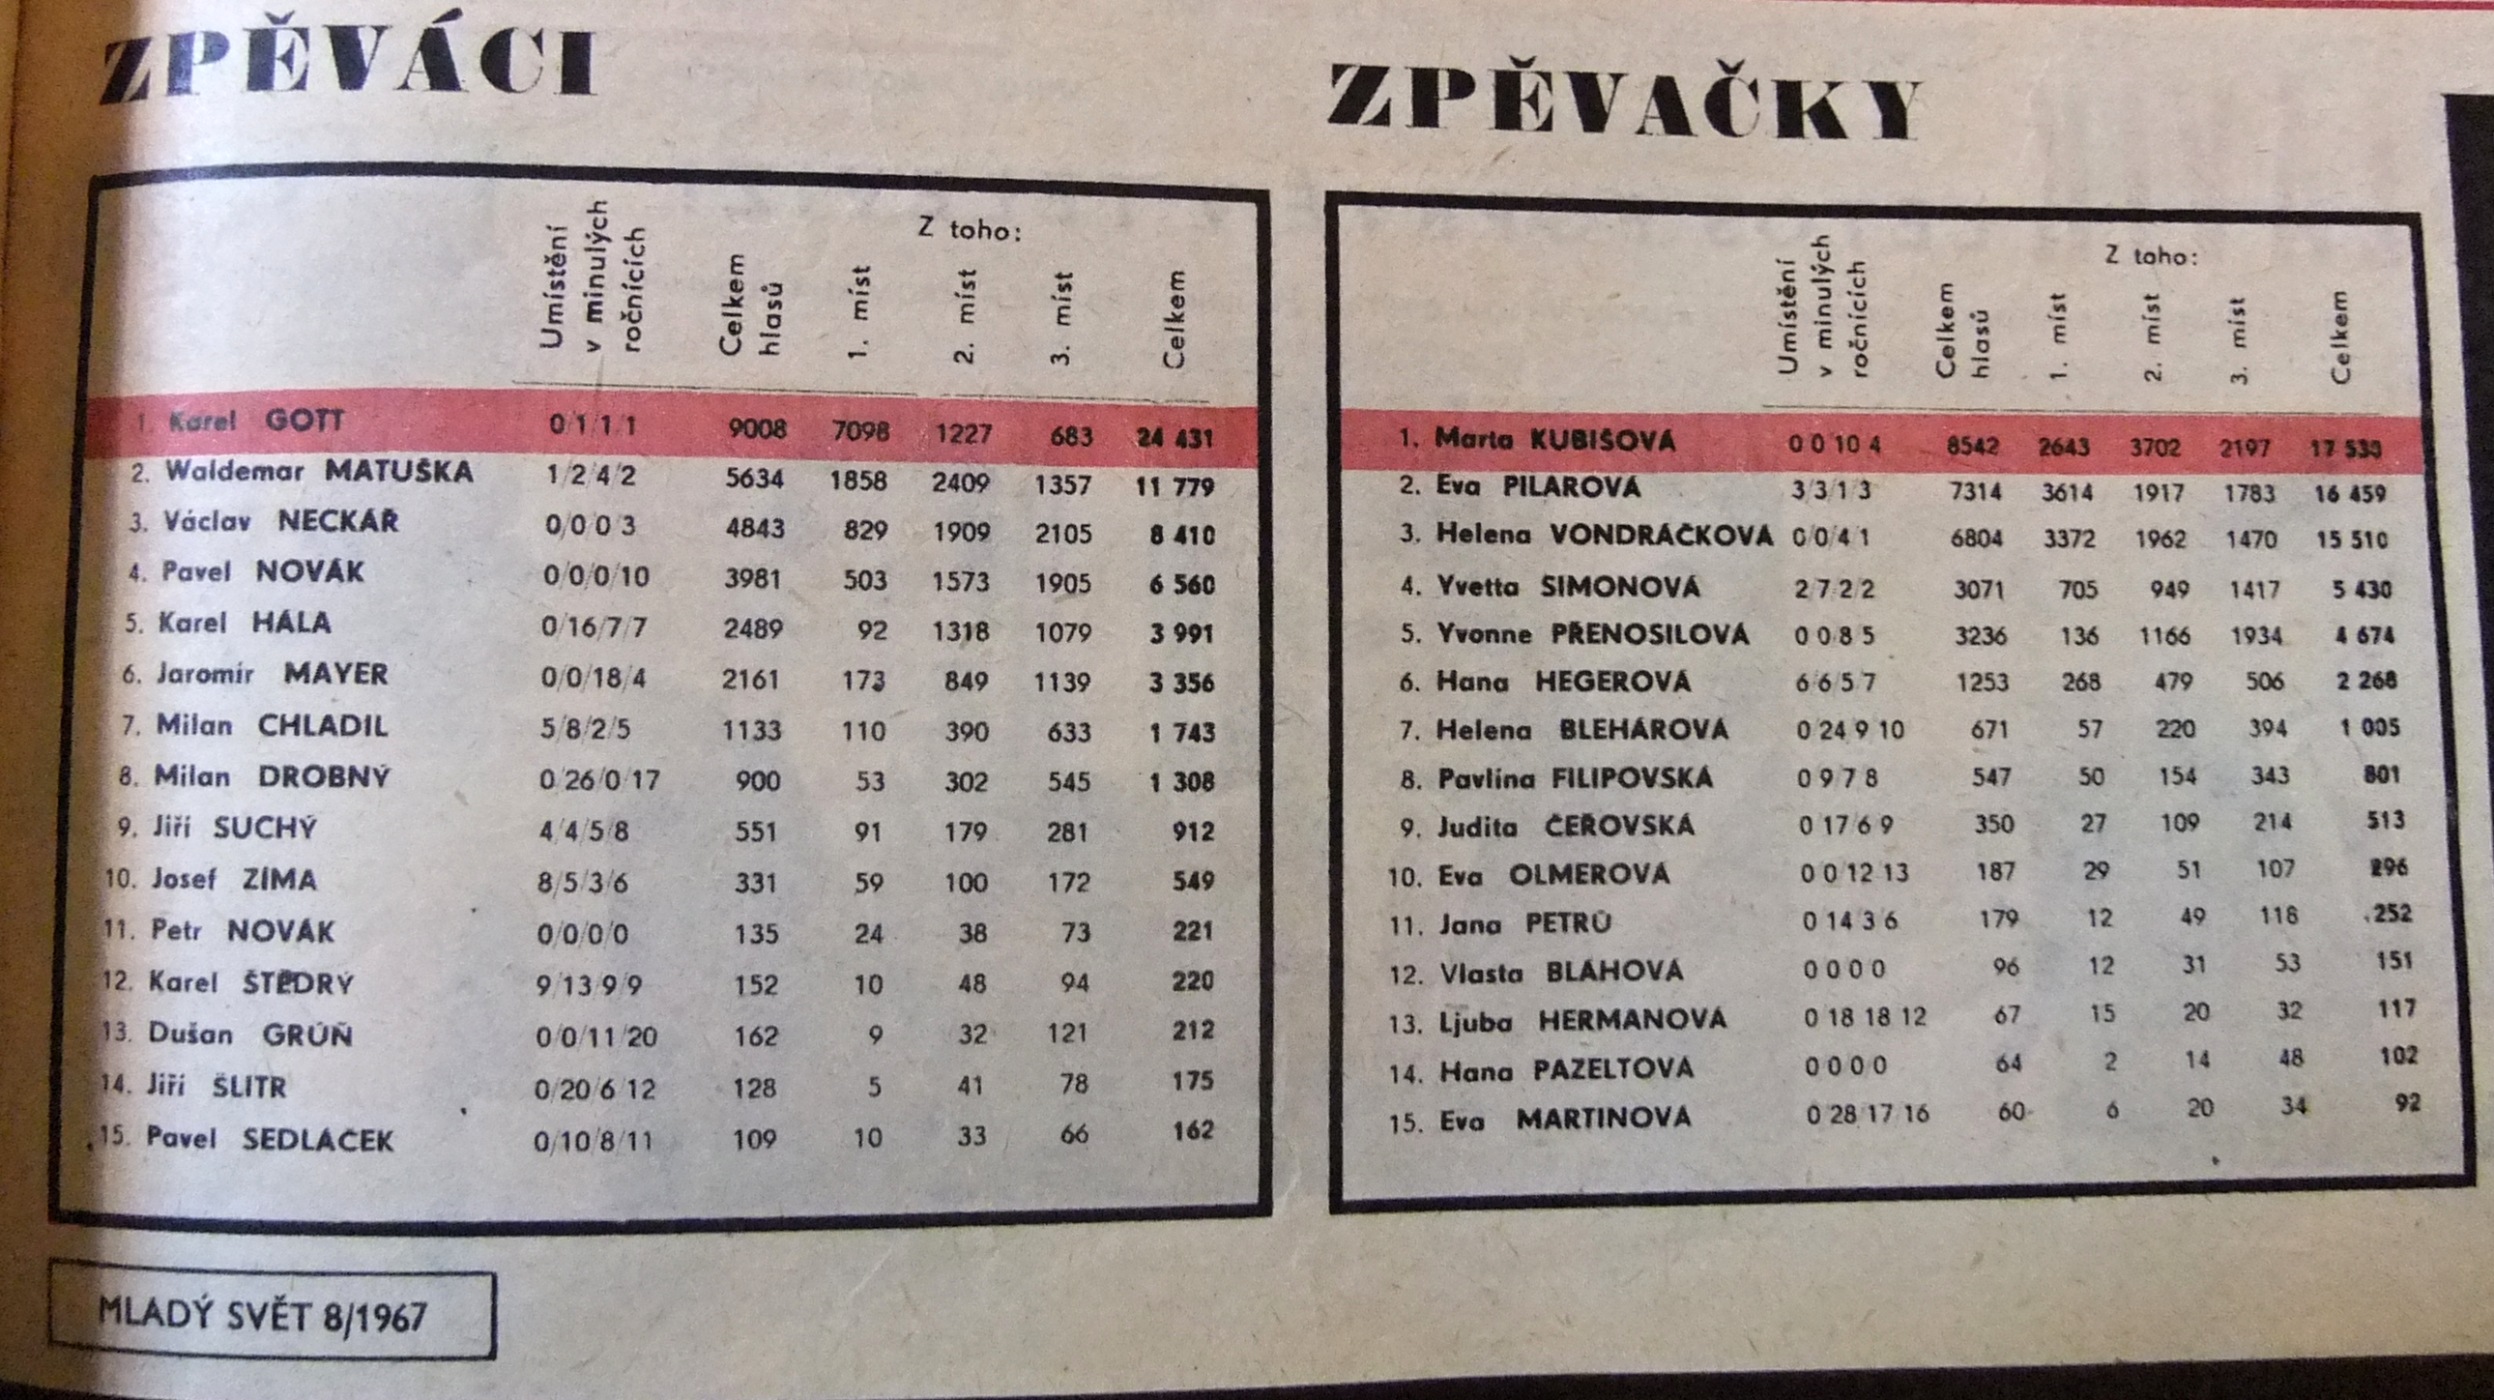 ZPĚVÁCI
Umístění v minulých ročnících Celkem hlasů Z toho: 1. míst 2. míst 3. míst Celkem
1. Karel GOTT 0/1/1/1 9008 7098 1227 683 24 431
2. Waldemar MATUŠKA 1/2/4/2 5634 1858 2409 1357 11 779
3. Václav NECKÁŘ 0/0 0 3 4843 829 1909 2105 8 410
4. Pavel NOVÁK 0/0/0/10 3981 503 1573 1905 6 560
5. Karel HÁLA 0/16/7/7 2489 92 1318 1079 3 991
6. Jaromír MAYER 0/0/18/4 2161 173 849 1139 3 356
7. Milan CHLADIL 5/8/2/5 1133 110 390 633 1 743
8. Milan DROBNÝ 0/26/0/17 900 53 302 545 1 308
9. Jiří SUCHÝ 4/4/5/8 551 91 179 281 912
10. Josef ZÍMA 8/5/3/6 331 59 100 172 549
11. Petr NOVÁK 0/0/0/0 135 24 38 73 221
12. Karel ŠTĚDRÝ 9/13/9/9 152 10 48 94 220
13. Dušan GRÚŇ 0/0/11/20 162 9 32 121 212
14. Jiří ŠLITR 0/20/6/12 128 5 41 78 175
15. Pavel SEDLÁČEK 0/10/8/11 109 10 33 66 162
MLADÝ SVĚT 8/1967
ZPĚVAČKY
Umístění v minulých ročnících Celkem hlasů Z toho: 1. míst 2. míst 3. míst Celkem
1. Marta KUBIŠOVÁ 0 0 10 4 8542 2643 3702 2197
2. Eva PILAROVÁ 3/3/1/3 7314 3614 1917 1783 16 459
3. Helena VONDRÁČKOVÁ 0/0/4/1 6804 3372 1962 1470 15 510
4. Yvetta SIMONOVÁ 2 7 2 2 3071 705 949 1417 5 430
5. Yvonne PŘENOSILOVÁ 0 0 8 5 3236 136 1166 1934 4 674
6. Hana HEGEROVÁ 6/6/5 7 1253 268 479 506 2 268
7. Helena BLEHÁROVÁ 0 24 9 10 671 57 220 394 1 005
8. Pavlína FILIPOVSKÁ 0 9 7 8 547 50 154 343 801
9. Judita ČEŘOVSKÁ 0 17 6 9 350 27 109 214 513
10. Eva OLMEROVÁ 0 0 12 13 187 29 51 107 296
11. Jana PETRŮ 0 14 3 6 179 12 49 118 252
12. Vlasta BLÁHOVÁ 0 0 0 0 96 12 31 53 151
13. Ljuba HERMANOVÁ 0 18 18 12 67 15 20 32 117
14. Hana PAZELTOVÁ 0 0 0 0 64 2 14 48 102
15. Eva MARTINOVÁ 0 28 17 16 60 6 20 34 92